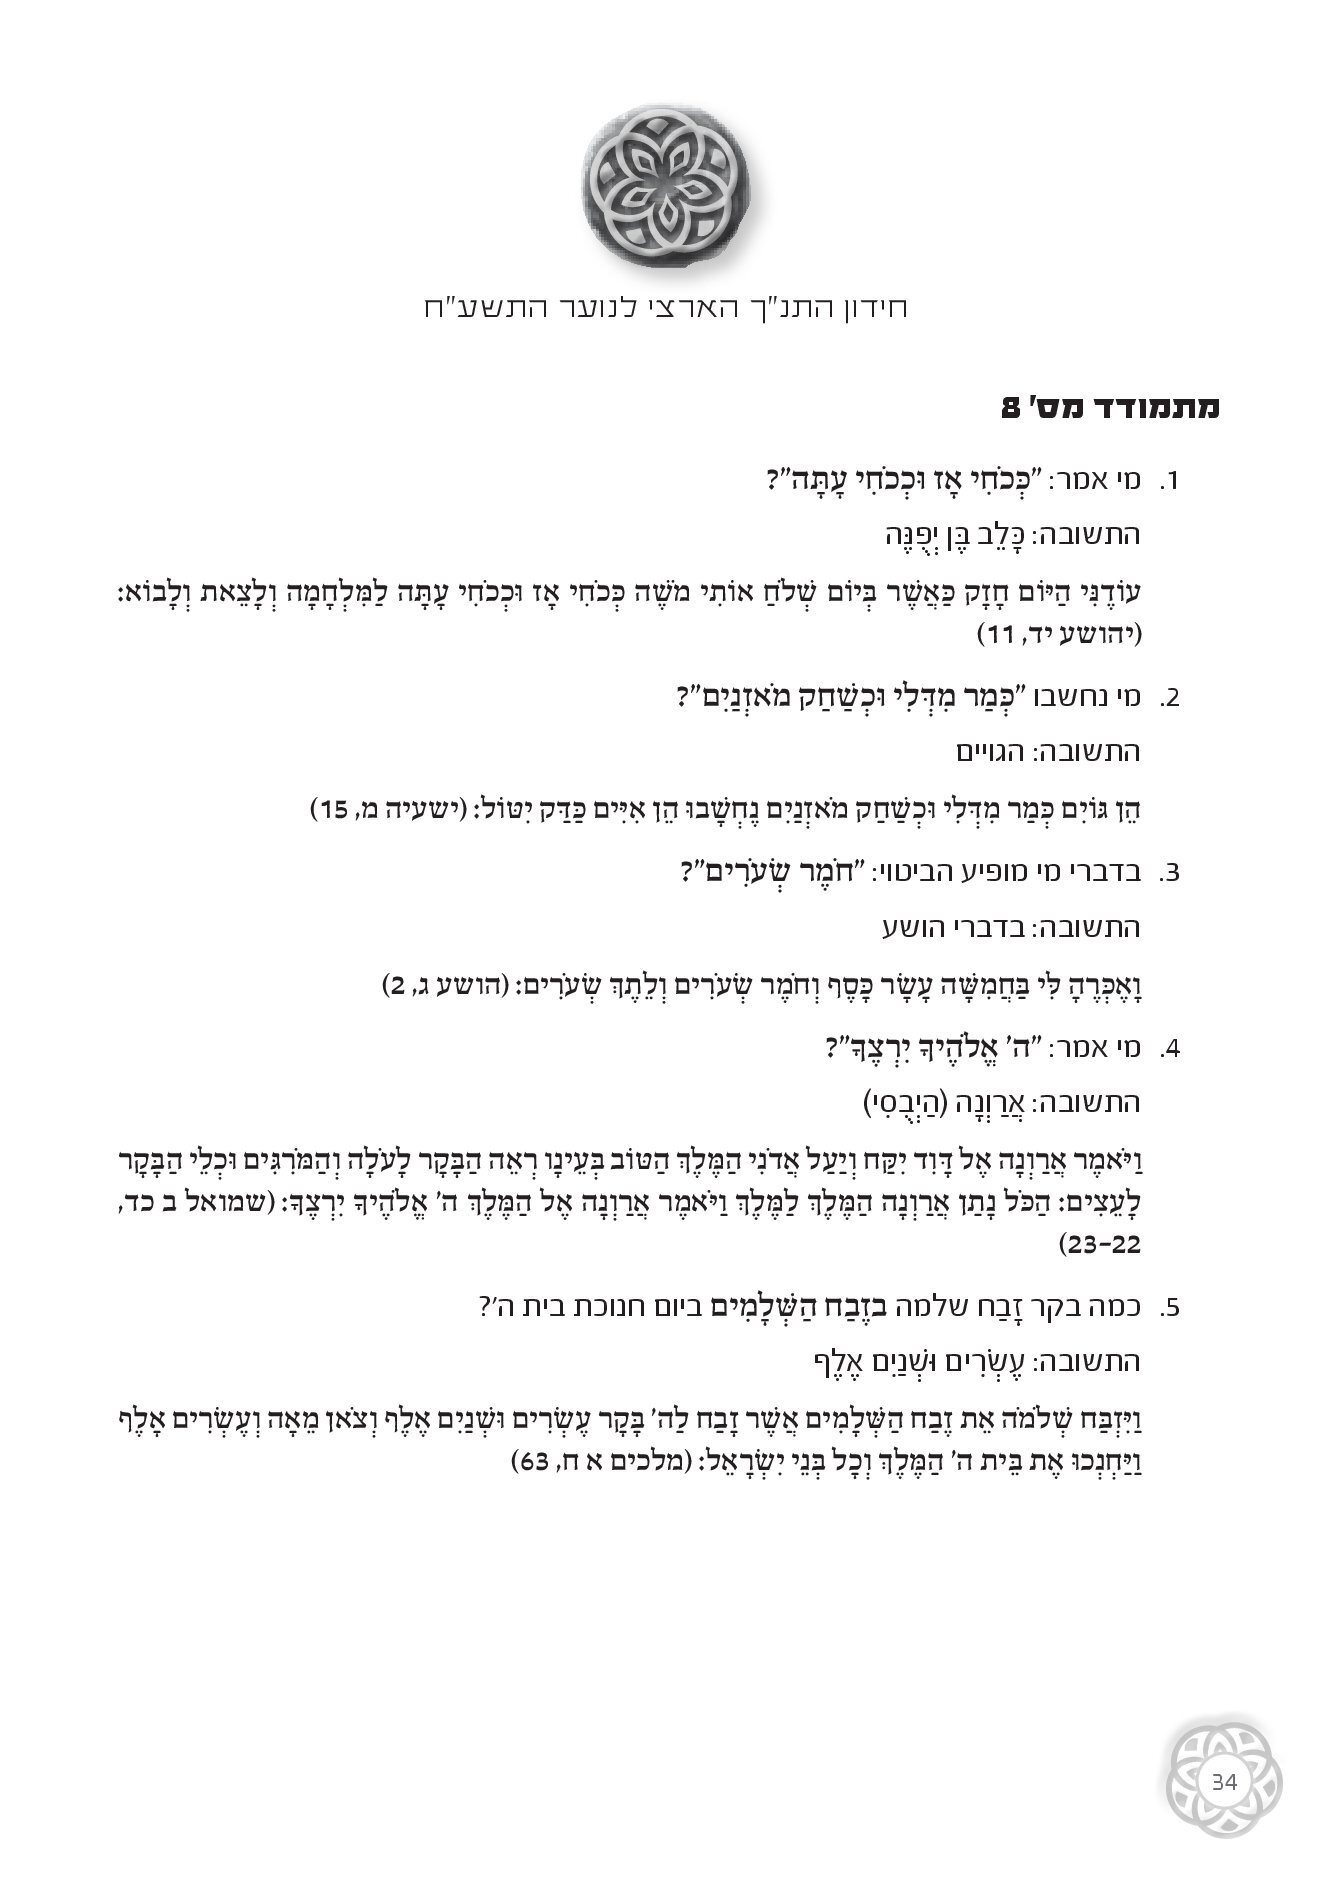 חידון התנ"ך הארצי לנוער התשע"ח
מתמודד מס' 8
1. מי אמר: "כְּכֹחִי אָז וּכְכֹחִי עָתָּה"?
התשובה: כָּלֵב בֶּן יְפֻנֶּה
עוֹדֶנִּי הַיּוֹם חָזָק כַּאֲשֶׁר בְּיוֹם שְׁלֹחַ אוֹתִי מֹשֶׁה כְּכֹחִי אָז וּכְכֹחִי עָתָּה לַמִּלְחָמָה וְלָצֵאת וְלָבוֹא:
(יהושע יד, 11)
2. מי נחשבו "כְּמַר מִדְּלִי וּכְשַׁחַק מֹאזְנַיִם"?
התשובה: הגויים
הֵן גּוֹיִם כְּמַר מִדְּלִי וּכְשַׁחַק מֹאזְנַיִם נֶחְשָׁבוּ הֵן אִיִּים כַּדַּק יִטּוֹל: (ישעיה מ, 15)
3. בדברי מי מופיע הביטוי: "חֹמֶר שְׂעֹרִים"?
התשובה: בדברי הושע
וָאֶכְּרֶהָ לִּי בַּחֲמִשָּׁה עָשָׂר כָּסֶף וְחֹמֶר שְׂעֹרִים וְלֵתֶךְ שְׂעֹרִים: (הושע ג, 2)
4. מי אמר: "ה' אֱלֹהֶיךָ יִרְצֶךָ"?
התשובה: אֲרַוְנָה (הַיְבֻסִי)
וַיֹּאמֶר אֲרַוְנָה אֶל דָּוִד יִקַּח וְיַעַל אֲדֹנִי הַמֶּלֶךְ הַטּוֹב בְּעֵינָו רְאֵה הַבָּקָר לָעֹלָה וְהַמֹּרִגִּים וּכְלֵי הַבָּקָר
לָעֵצִים: הַכֹּל נָתַן אֲרַוְנָה הַמֶּלֶךְ לַמֶּלֶךְ וַיֹּאמֶר אֲרַוְנָה אֶל הַמֶּלֶךְ ה' אֱלֹהֶיךָ יִרְצֶךָ: (שמואל ב כד,
22-23)
5. כמה בקר זָבַח שלמה בזֶבַח הַשְּׁלָמִים ביום חנוכת בית ה'?
התשובה: עֶשְׂרִים וּשְׁנַיִם אֶלֶף
וַיִּזְבַּח שְׁלֹמֹה אֵת זֶבַח הַשְּׁלָמִים אֲשֶׁר זָבַח לַה' בָּקָר עֶשְׂרִים וּשְׁנַיִם אֶלֶף וְצֹאן מֵאָה וְעֶשְׂרִים אָלֶף
וַיַּחְנְכוּ אֶת בֵּית ה' הַמֶּלֶךְ וְכָל בְּנֵי יִשְׂרָאֵל: (מלכים א ח, 63)
34